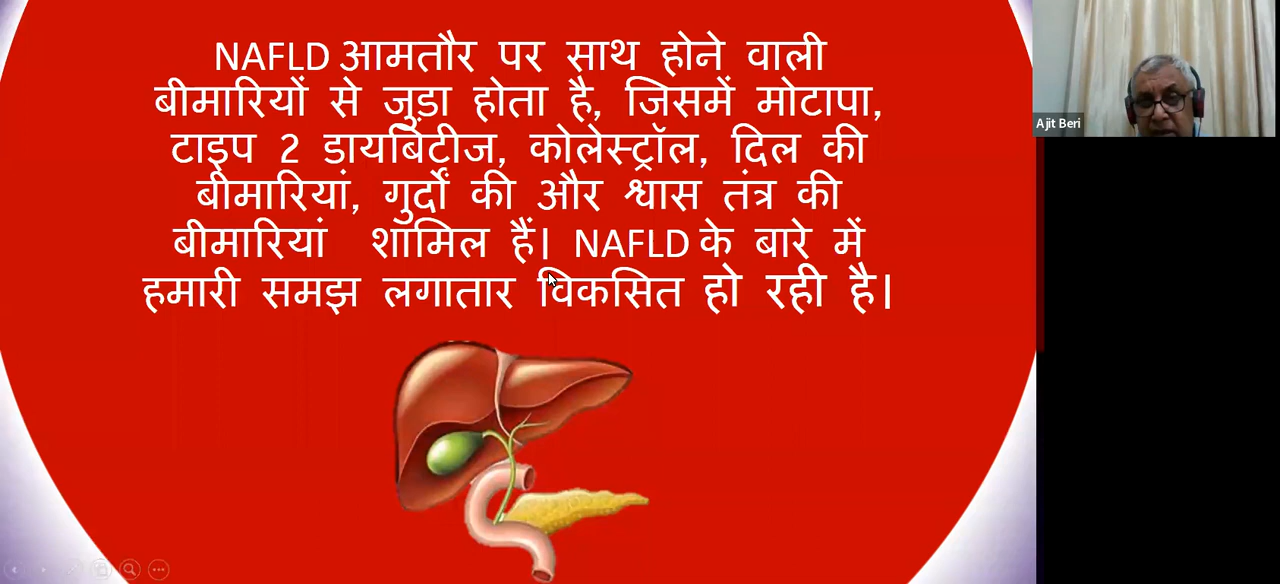 NAFLD आमतौर पर साथ होने वाली
बीमारियों से जुड़ा होता है, जिसमें मोटापा,
टाइप 2 डायबिटीज, कोलेस्ट्रॉल, दिल की
बीमारियां, गुर्दों की और श्वास तंत्र की
बीमारियां शामिल हैं। NAFLD के बारे में
हमारी समझ लगातार विकसित हो रही है।
Ajit Beri